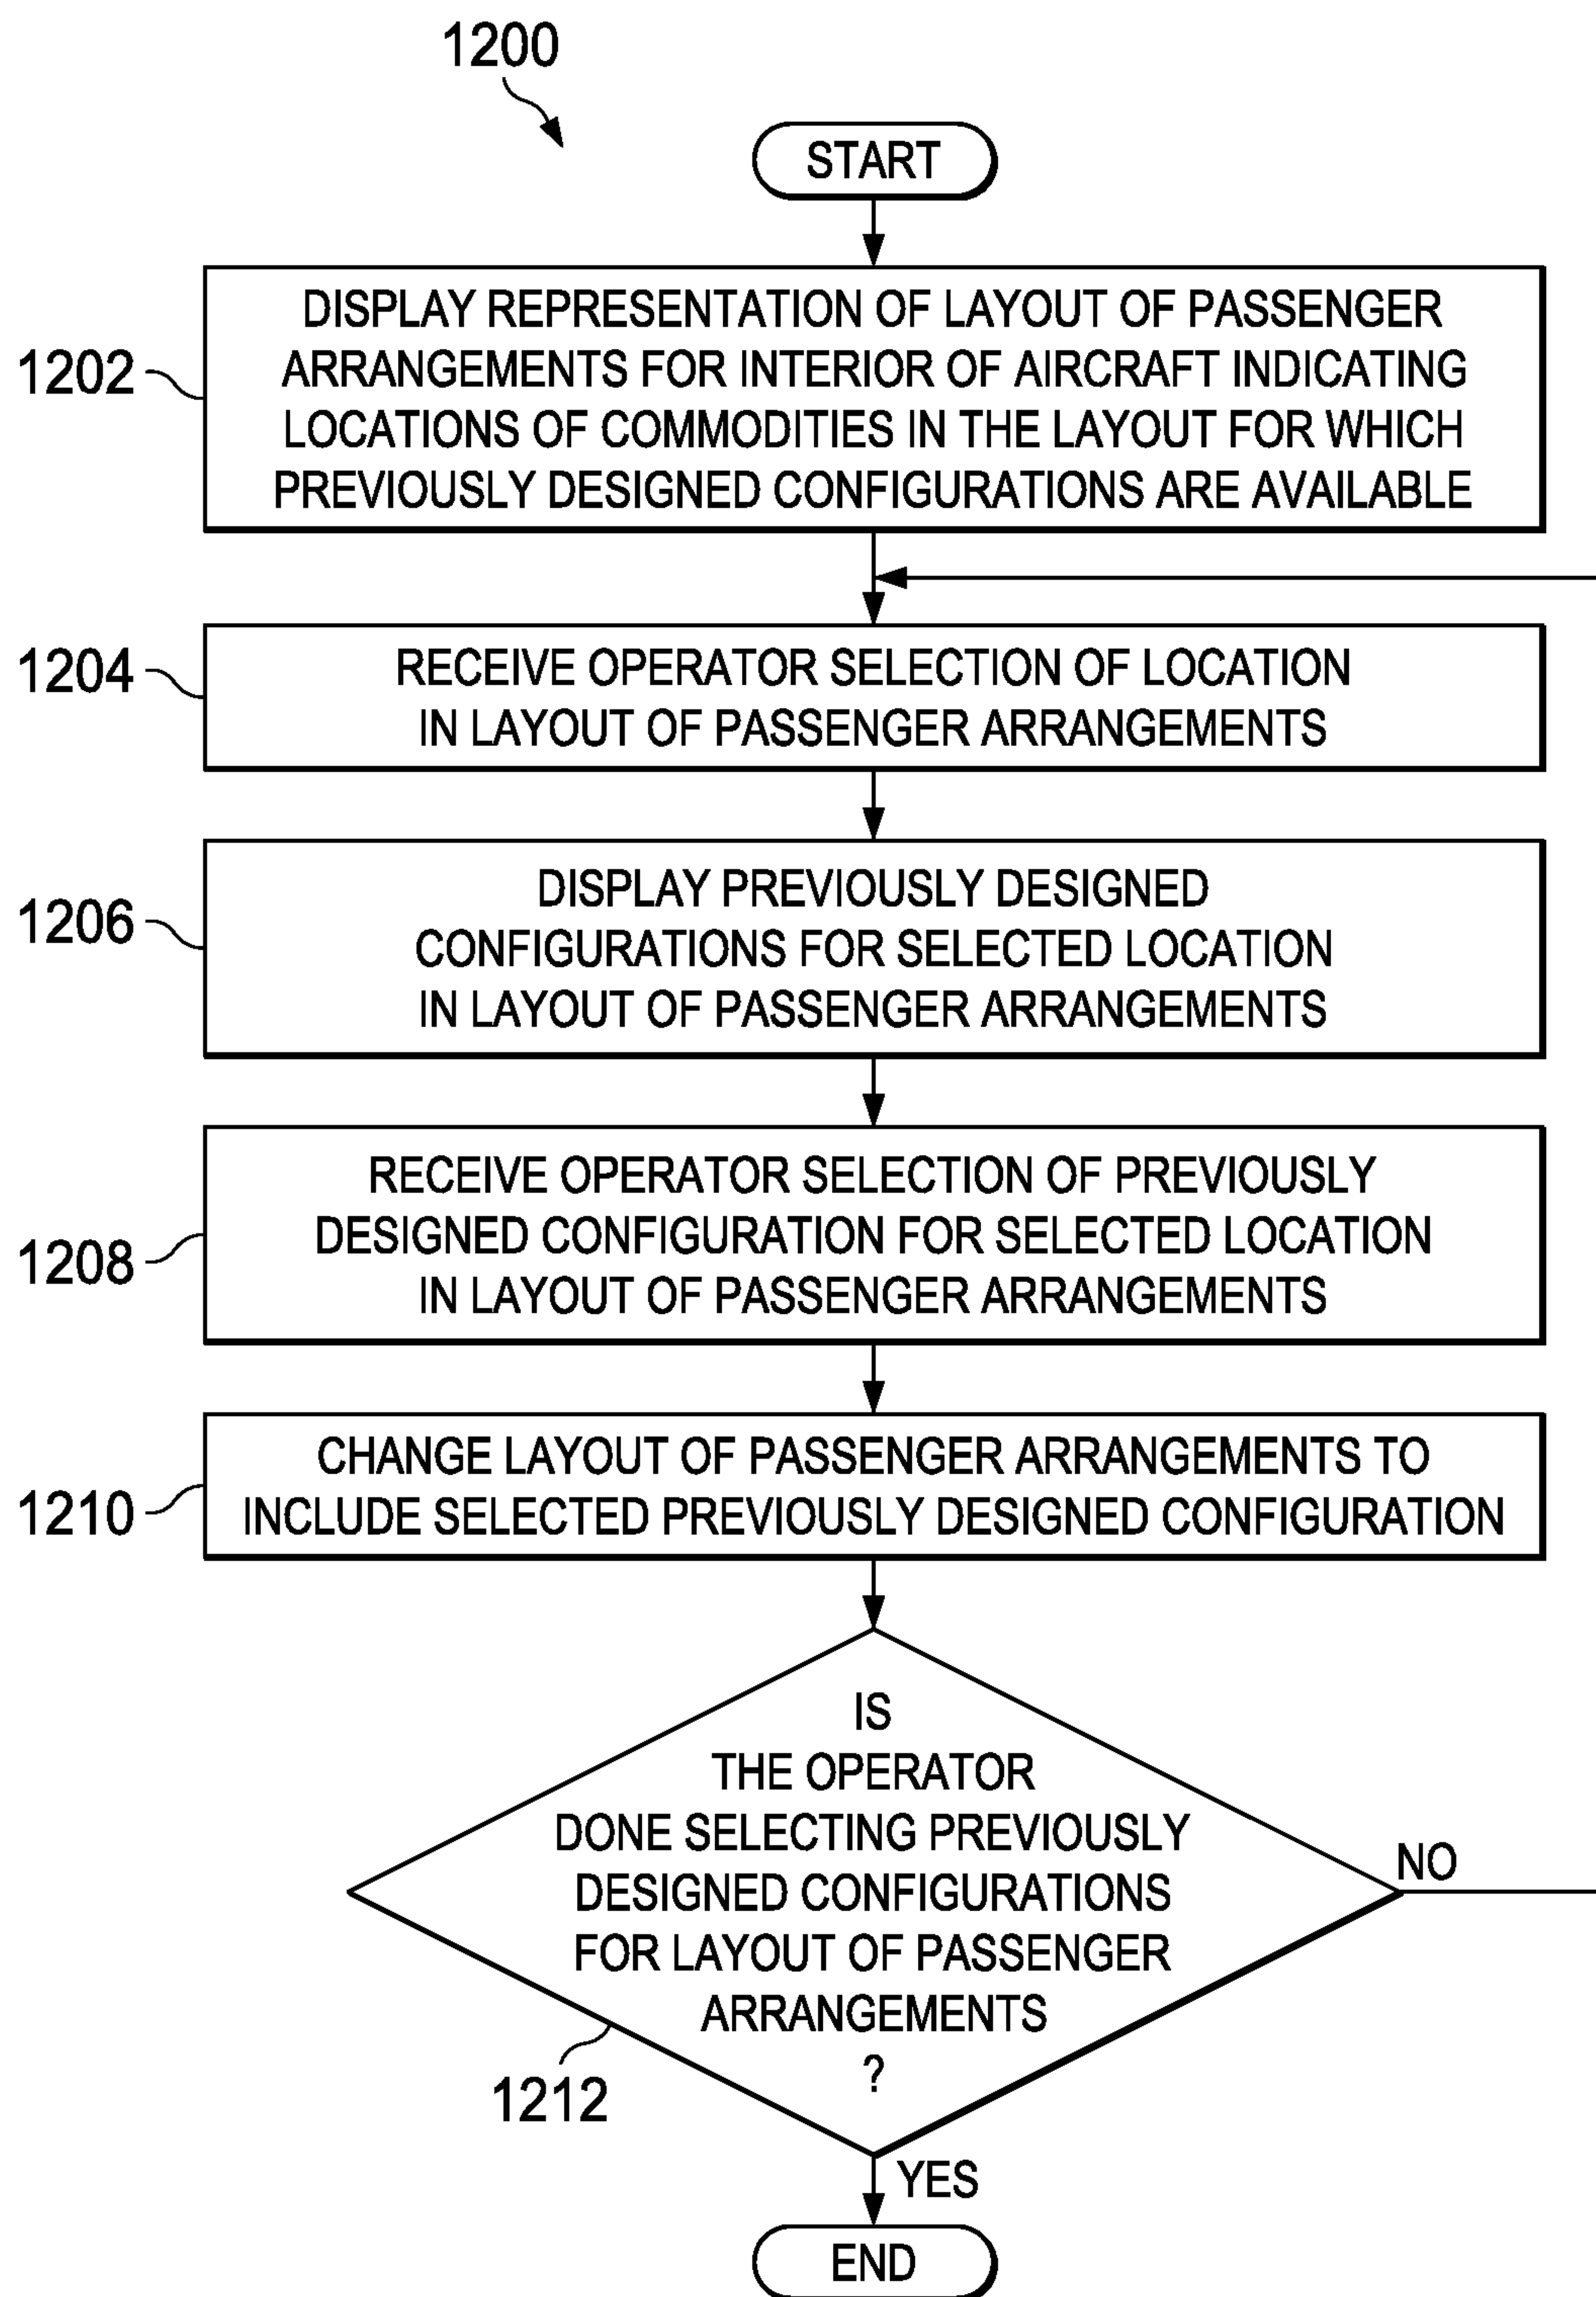 1200
START
1202
DISPLAY REPRESENTATION OF LAYOUT OF PASSENGER
ARRANGEMENTS FOR INTERIOR OF AIRCRAFT INDICATING
LOCATIONS OF COMMODITIES IN THE LAYOUT FOR WHICH
PREVIOUSLY DESIGNED CONFIGURATIONS ARE AVAILABLE
1204
RECEIVE OPERATOR SELECTION OF LOCATION
IN LAYOUT OF PASSENGER ARRANGEMENTS
1206
DISPLAY PREVIOUSLY DESIGNED
CONFIGURATIONS FOR SELECTED LOCATION
IN LAYOUT OF PASSENGER ARRANGEMENTS
1208
RECEIVE OPERATOR SELECTION OF PREVIOUSLY
DESIGNED CONFIGURATION FOR SELECTED LOCATION
IN LAYOUT OF PASSENGER ARRANGEMENTS
1210
CHANGE LAYOUT OF PASSENGER ARRANGEMENTS TO
INCLUDE SELECTED PREVIOUSLY DESIGNED CONFIGURATION
IS
THE OPERATOR
DONE SELECTING PREVIOUSLY
DESIGNED CONFIGURATIONS
FOR LAYOUT OF PASSENGER
ARRANGEMENTS
?
NO
1212
YES
END